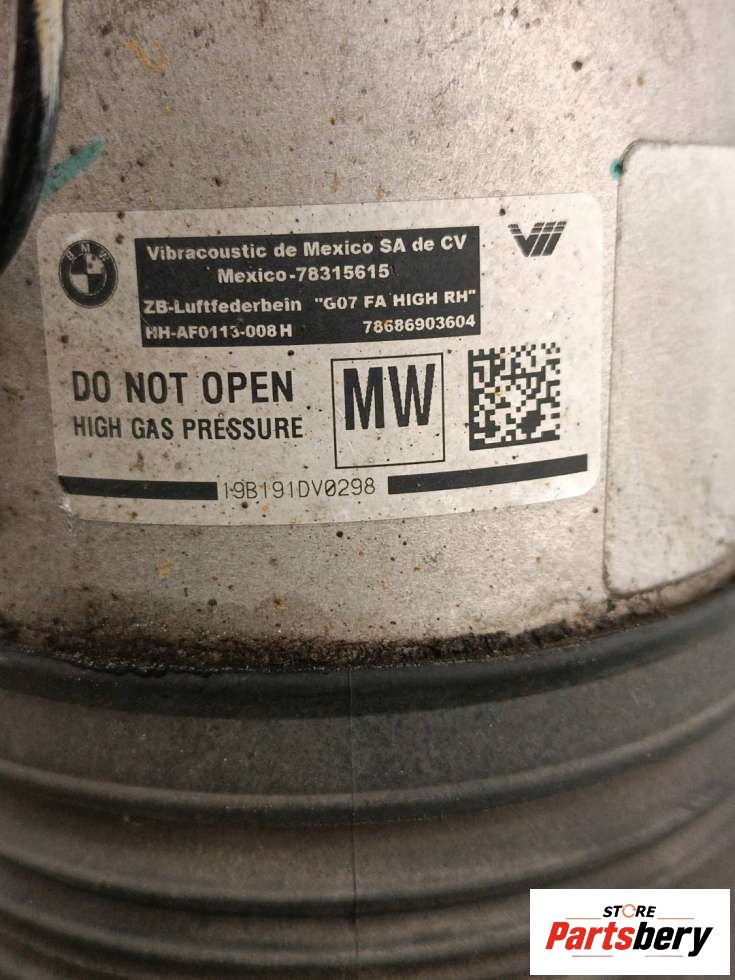 BMW
Vibracoustic de Mexico SA de CV
Mexico-78315615
ZB-Luftfederbein "G07 FA HIGH RH"
HH-AF0113-008 H 78686903604
DO NOT OPEN
HIGH GAS PRESSURE
MW
19B191DV0298
STORE
Partsbery